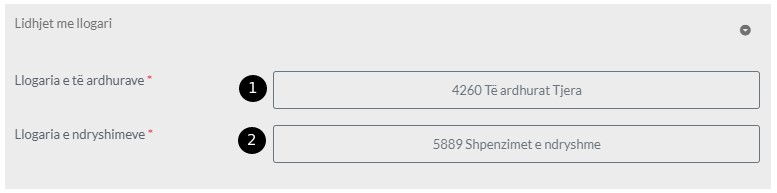 Lidhjet me llogari
Llogaria e të ardhurave *
1
4260 Të ardhurat Tjera
Llogaria e ndryshimeve *
2
5889 Shpenzimet e ndryshme